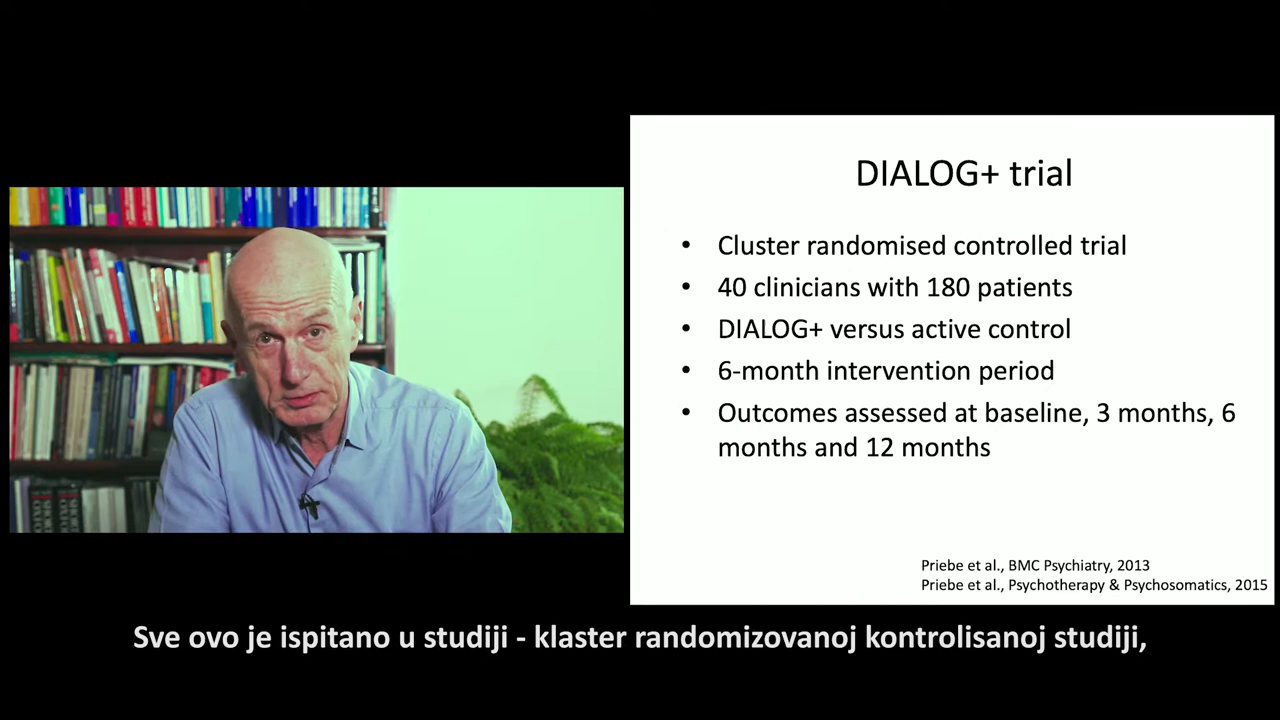 DIALOG+ trial
• Cluster randomised controlled trial
• 40 clinicians with 180 patients
• DIALOG+ versus active control
• 6-month intervention period
• Outcomes assessed at baseline, 3 months, 6
months and 12 months
Priebe et al., BMC Psychiatry, 2013
Priebe et al., Psychotherapy & Psychosomatics, 2015
Sve ovo je ispitano u studiji - klaster randomizovanoj kontrolisanoj studiji,